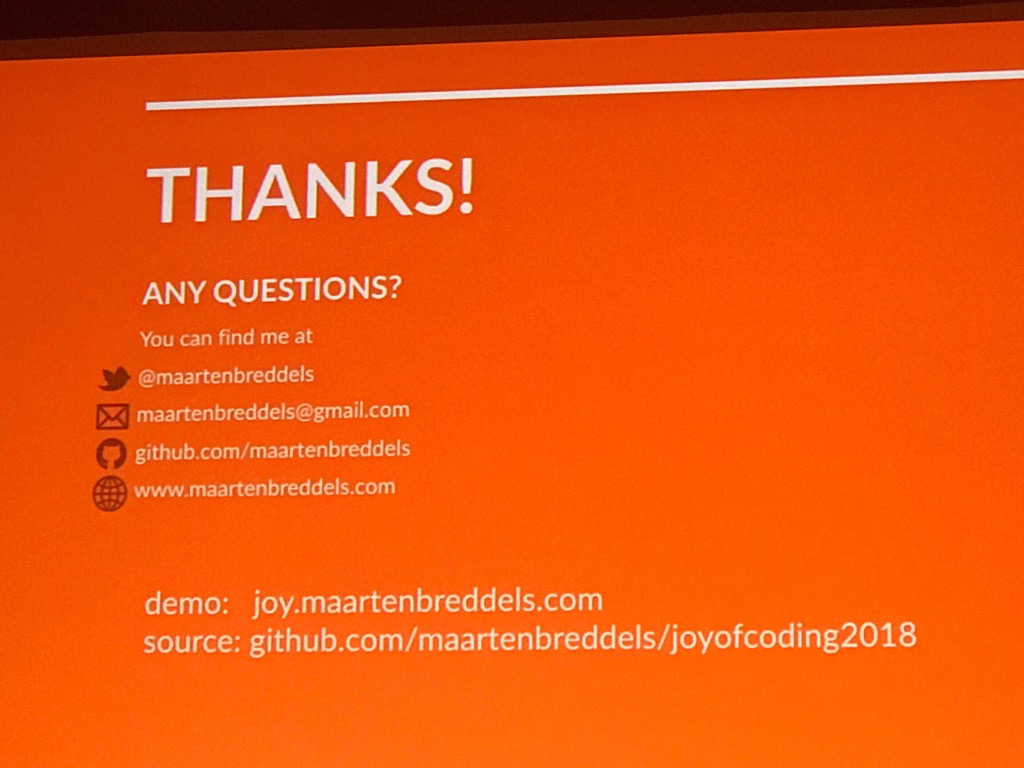 THANKS!
ANY QUESTIONS?
You can find me at
@maartenbreddels
maartenbreddels@gmail.com
github.com/maartenbreddels
www.maartenbreddels.com
demo: joy.maartenbreddels.com
source: github.com/maartenbreddels/joyofcoding2018